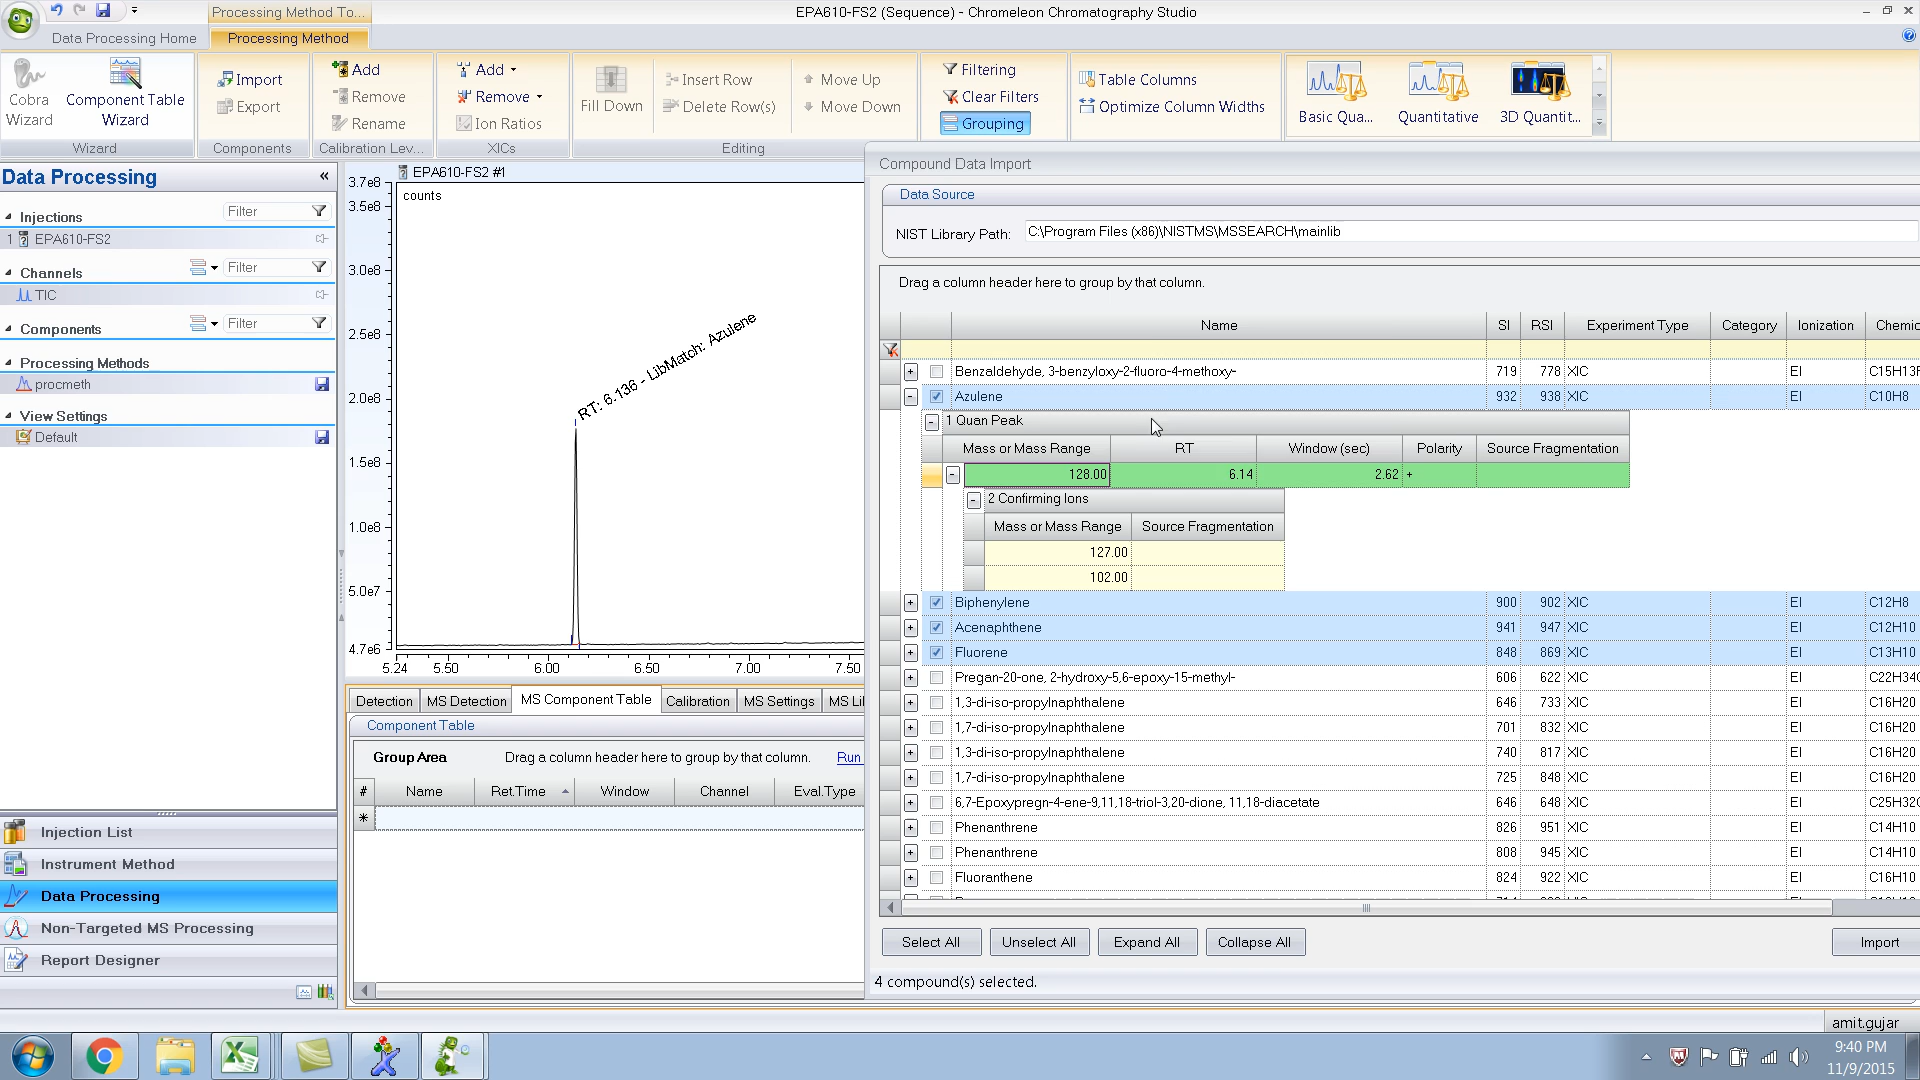 Processing Method To...
EPA610-FS2 (Sequence) - Chromeleon Chromatography Studio
Data Processing Home
Processing Method
Cobra Wizard
Component Table Wizard
Wizard
Import
Export
Components
Add
Remove
Rename
Calibration Lev...
Add
Remove
Ion Ratios
XICs
Fill Down
Insert Row
Delete Row(s)
Move Up
Move Down
Editing
Filtering
Clear Filters
Grouping
Table Columns
Optimize Column Widths
Basic Qua...
Quantitative
3D Quantit...
Data Processing
Injections
Filter
1 EPA610-FS2
Channels
Filter
TIC
Components
Filter
Processing Methods
procmeth
View Settings
Default
Injection List
Instrument Method
Data Processing
Non-Targeted MS Processing
Report Designer
EPA610-FS2 #1
counts
3.7e8
3.5e8
3.0e8
2.5e8
2.0e8
1.5e8
1.0e8
5.0e7
4.7e6
RT: 6.136 - LibMatch: Azulene
5.24 5.50 6.00 6.50 7.00 7.50
Detection
MS Detection
MS Component Table
Calibration
MS Settings
MS Li
Component Table
Group Area
Drag a column header here to group by that column.
Run
# Name Ret.Time Window Channel Eval.Type
Compound Data Import
Data Source
NIST Library Path: C:\Program Files (x86)\NISTMS\MSSEARCH\mainlib
Drag a column header here to group by that column.
Name SI RSI Experiment Type Category Ionization Chemic
Benzaldehyde, 3-benzyloxy-2-fluoro-4-methoxy- 719 778 XIC EI C15H13F
Azulene 932 938 XIC EI C10H8
1 Quan Peak
Mass or Mass Range RT Window (sec) Polarity Source Fragmentation
128.00 6.14 2.62 +
2 Confirming Ions
Mass or Mass Range Source Fragmentation
127.00
102.00
Biphenylene 900 902 XIC EI C12H8
Acenaphthene 941 947 XIC EI C12H10
Fluorene 848 869 XIC EI C13H10
Pregan-20-one, 2-hydroxy-5,6-epoxy-15-methyl- 606 622 XIC EI C22H34O
1,3-di-iso-propylnaphthalene 646 733 XIC EI C16H20
1,7-di-iso-propylnaphthalene 701 832 XIC EI C16H20
1,3-di-iso-propylnaphthalene 740 817 XIC EI C16H20
1,7-di-iso-propylnaphthalene 725 848 XIC EI C16H20
6,7-Epoxypregn-4-ene-9,11,18-triol-3,20-dione, 11,18-diacetate 646 648 XIC EI C25H32O
Phenanthrene 826 951 XIC EI C14H10
Phenanthrene 808 945 XIC EI C14H10
Fluoranthene 824 922 XIC EI C16H10
Select All
Unselect All
Expand All
Collapse All
Import
4 compound(s) selected.
amit.gujar
9:40 PM
11/9/2015